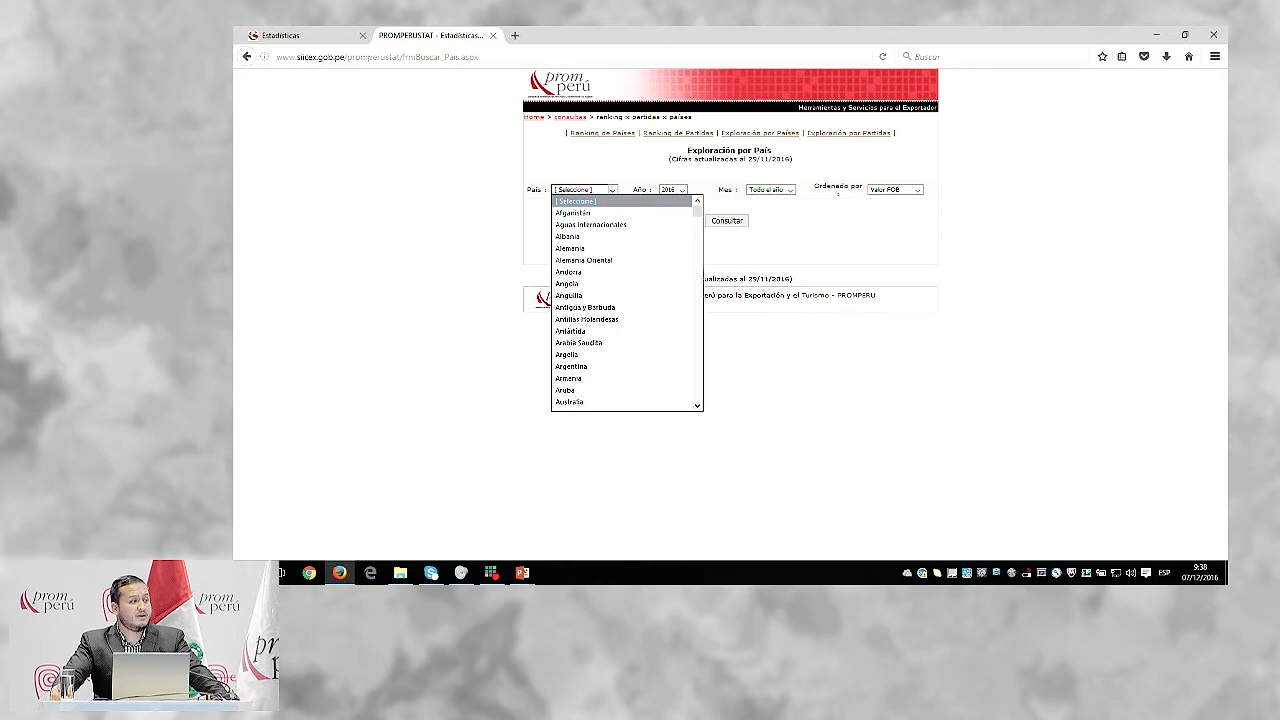 Estadísticas
PROMPERUSTAT - Estadísticas...
www.siicex.gob.pe/promperustat/frmBuscar_Pais.aspx
Buscar
prom
perú
Herramientas y Servicios para el Exportador
Home > consultas > ranking x partidas x países
| Ranking de Países | Ranking de Partidas | Exploración por Países | Exploración por Partidas |
Exploración por País
(Cifras actualizadas al 29/11/2016)
País : [ Seleccione ] Año : 2016 Mes : Todo el año Ordenado por : Valor FOB
[ Seleccione ]
Afganistán
Aguas Internacionales
Albania
Alemania
Alemania Oriental
Andorra
Angola
Anguilla
Antigüa y Barbuda
Antillas Holandesas
Antártida
Arabia Saudita
Argelia
Argentina
Armenia
Aruba
Australia
Consultar
ualizadas al 29/11/2016)
erú para la Exportación y el Turismo - PROMPERU
ESP
9:38
07/12/2016
prom
perú
prom
perú